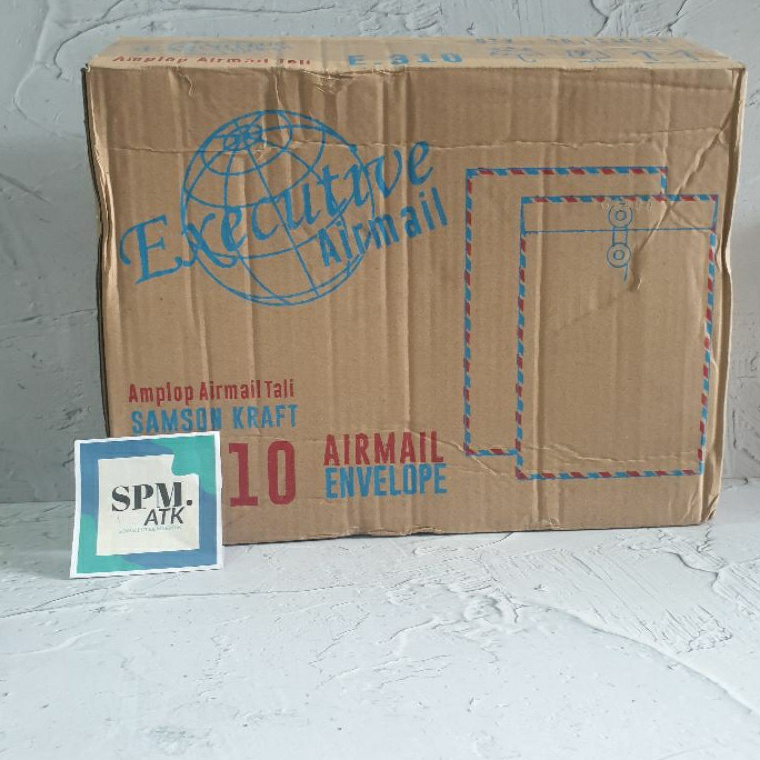 Amplop Airmail Tali
E-310
Executive
Airmail
Amplop Airmail Tali
SAMSON KRAFT
10
AIRMAIL
ENVELOPE
SPM.
ATK